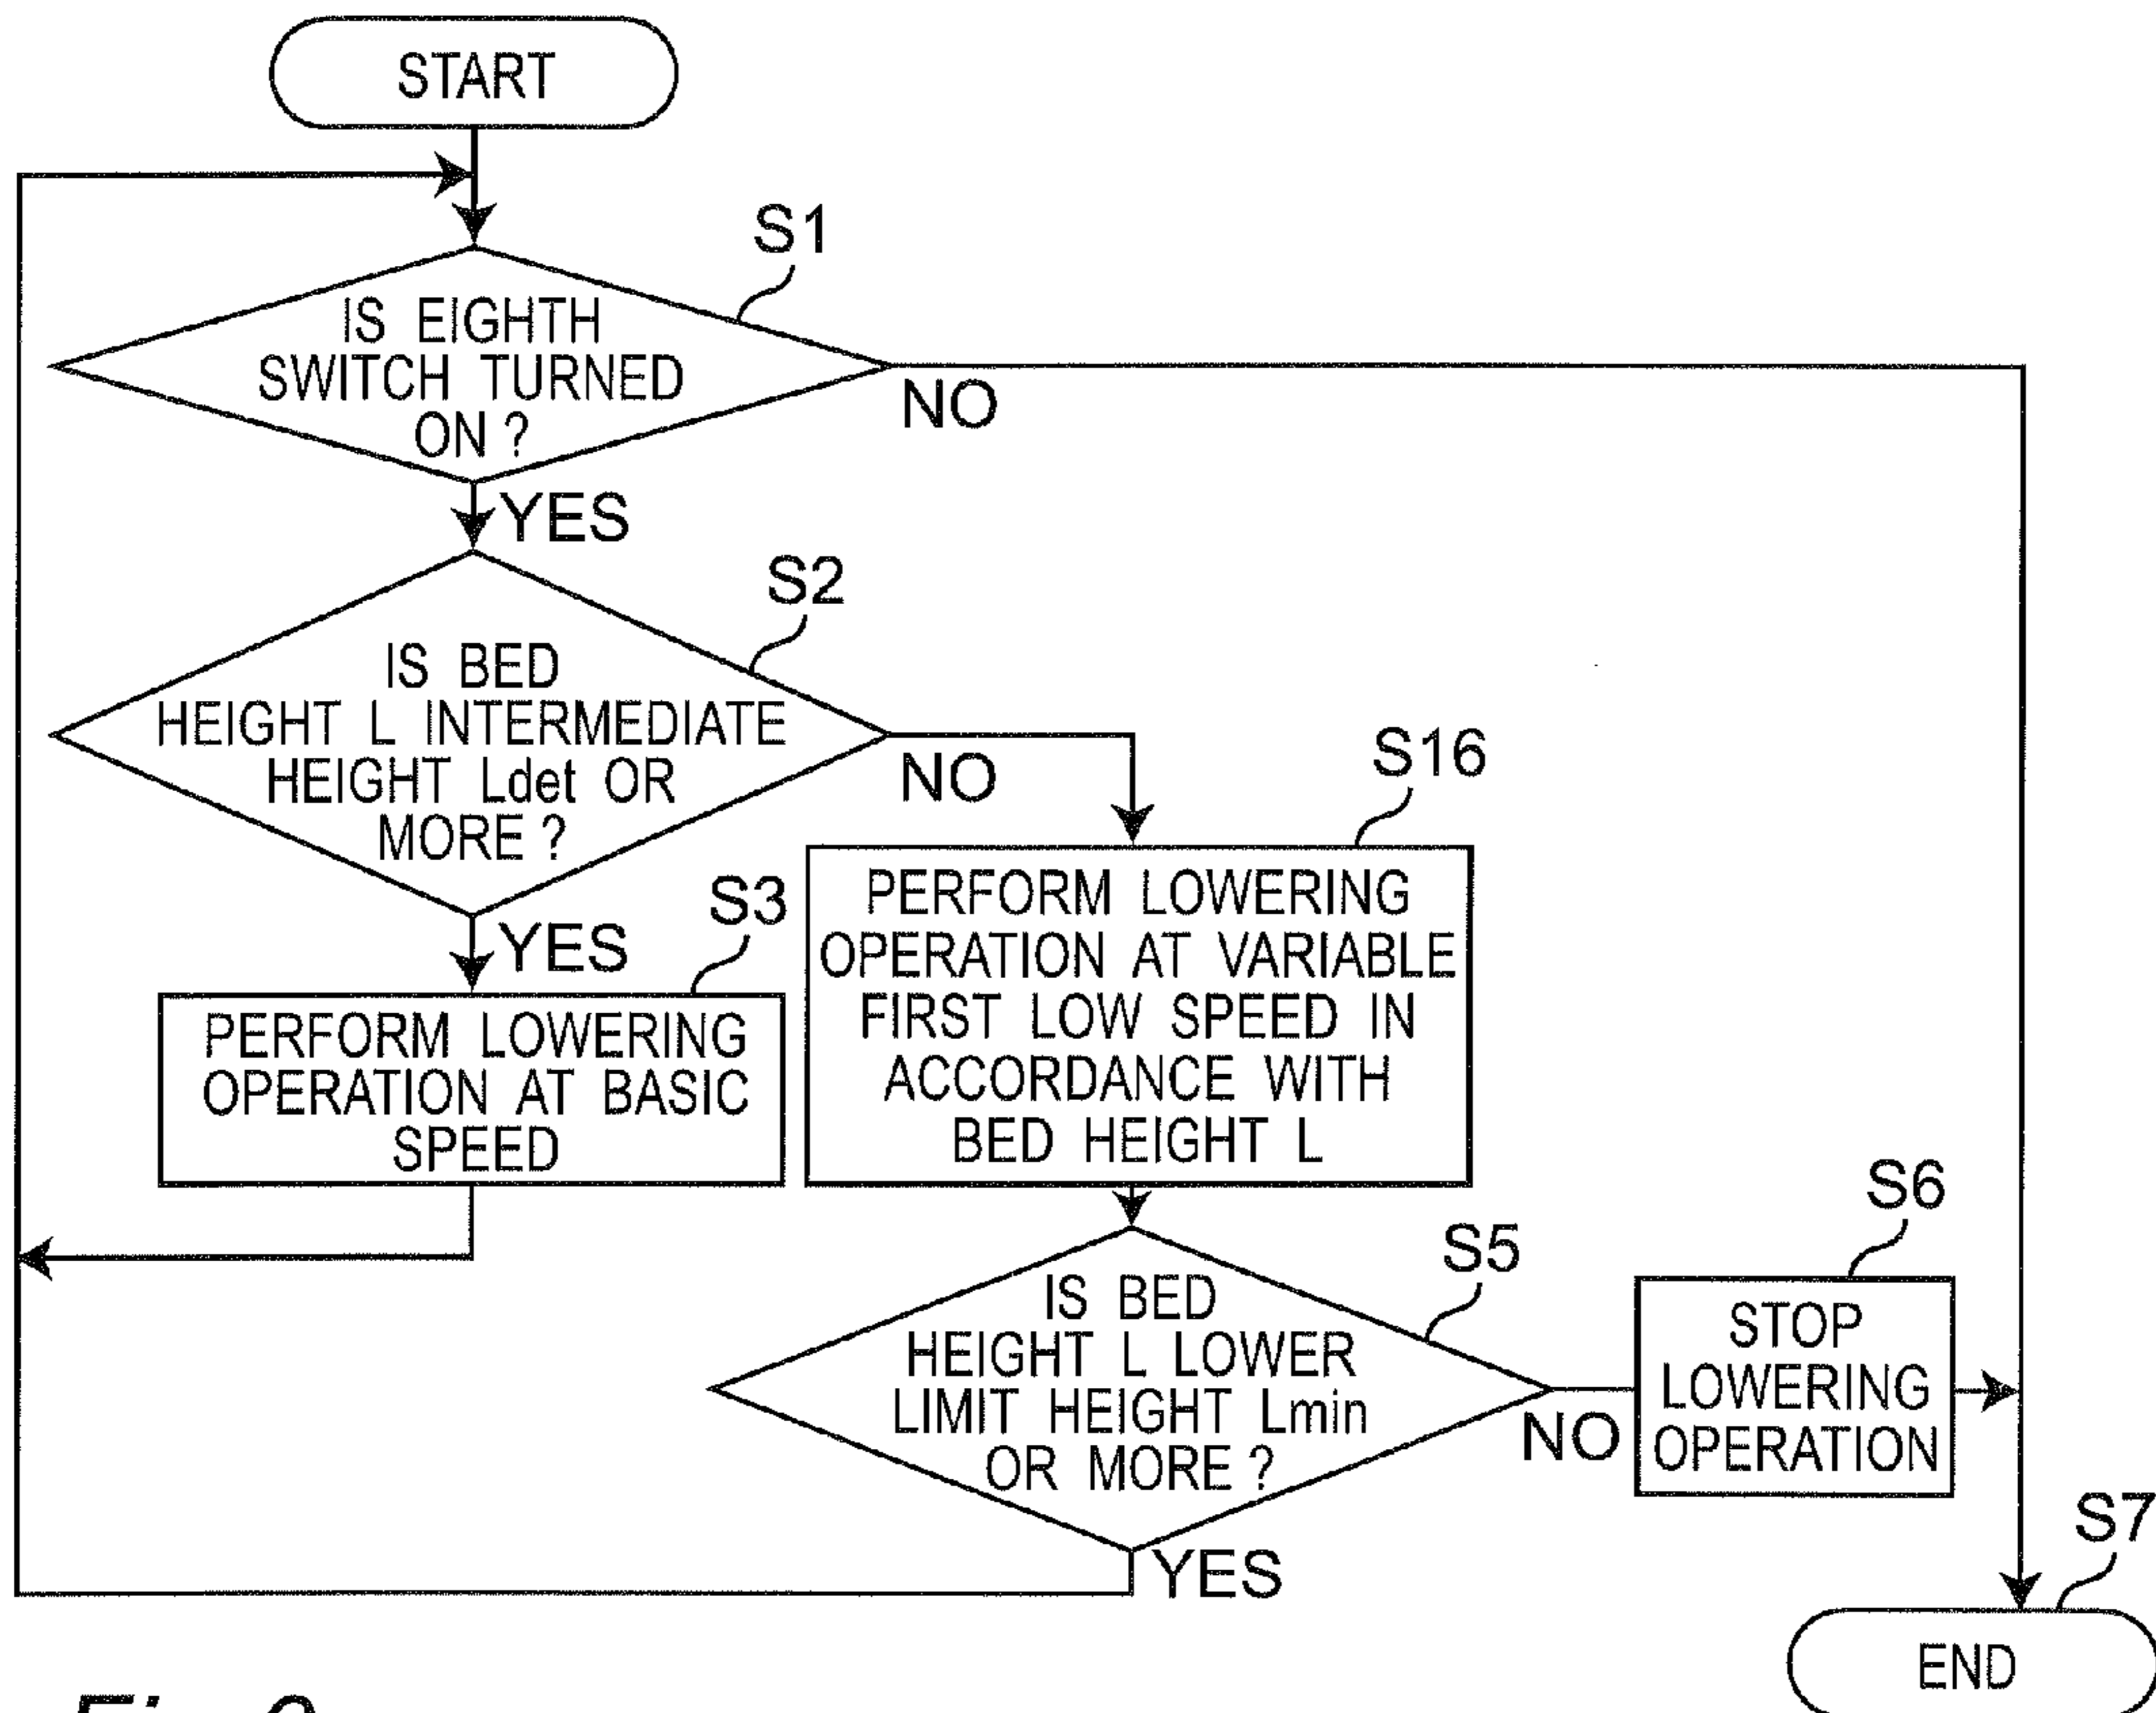 START
S1
IS EIGHTH
SWITCH TURNED
ON ?
NO
YES
S2
IS BED
HEIGHT L INTERMEDIATE
HEIGHT Ldet OR
MORE ?
NO
YES
S3
PERFORM LOWERING
OPERATION AT BASIC
SPEED
S16
PERFORM LOWERING
OPERATION AT VARIABLE
FIRST LOW SPEED IN
ACCORDANCE WITH
BED HEIGHT L
S5
IS BED
HEIGHT L LOWER
LIMIT HEIGHT Lmin
OR MORE ?
NO
YES
S6
STOP
LOWERING
OPERATION
S7
END